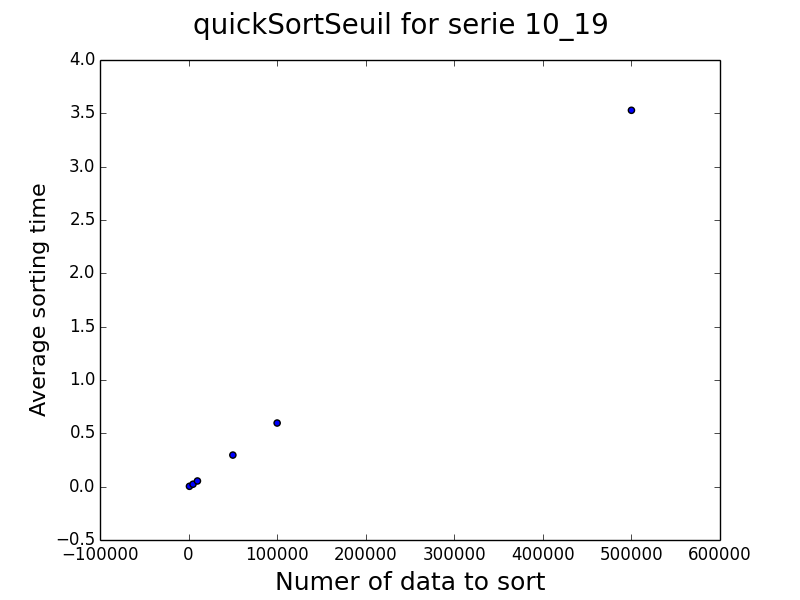 quickSortSeuil for serie 10_19
4.0
3.5
3.0
2.5
2.0
1.5
1.0
0.5
0.0
−0.5
Average sorting time
−100000 0 100000 200000 300000 400000 500000 600000
Numer of data to sort